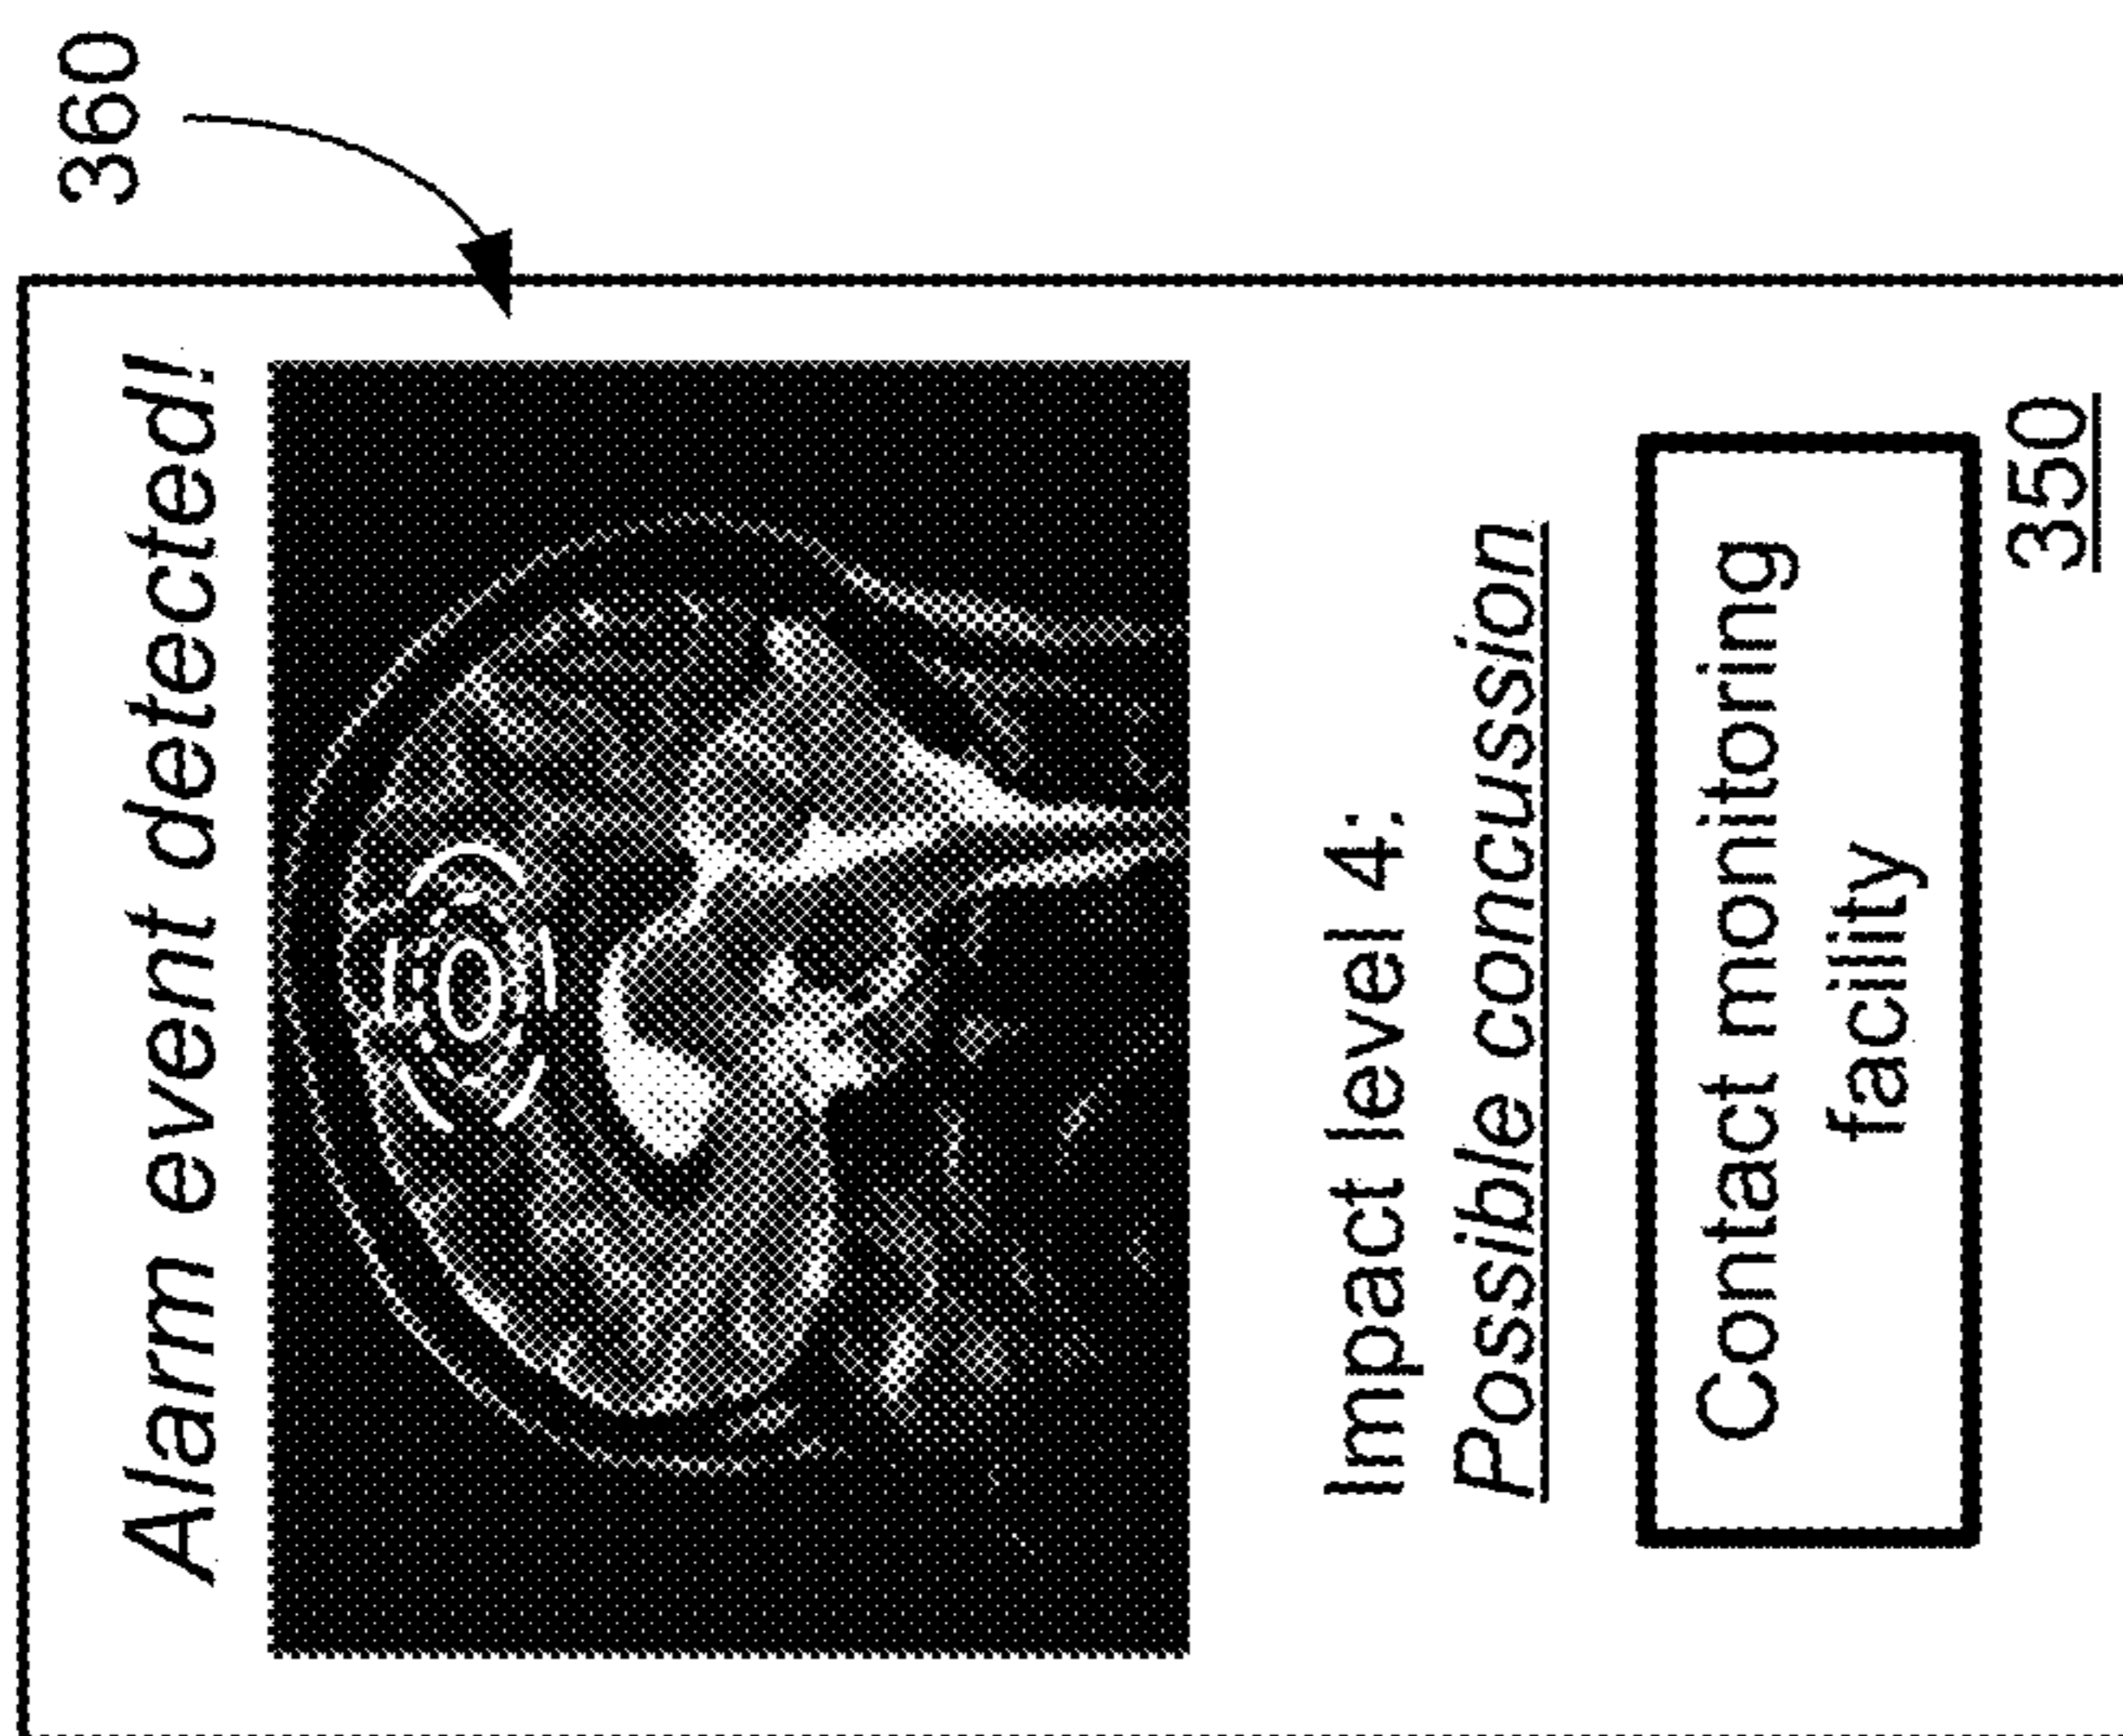 360
Alarm event detected!
Impact level 4:
Possible concussion
Contact monitoring
facility
350